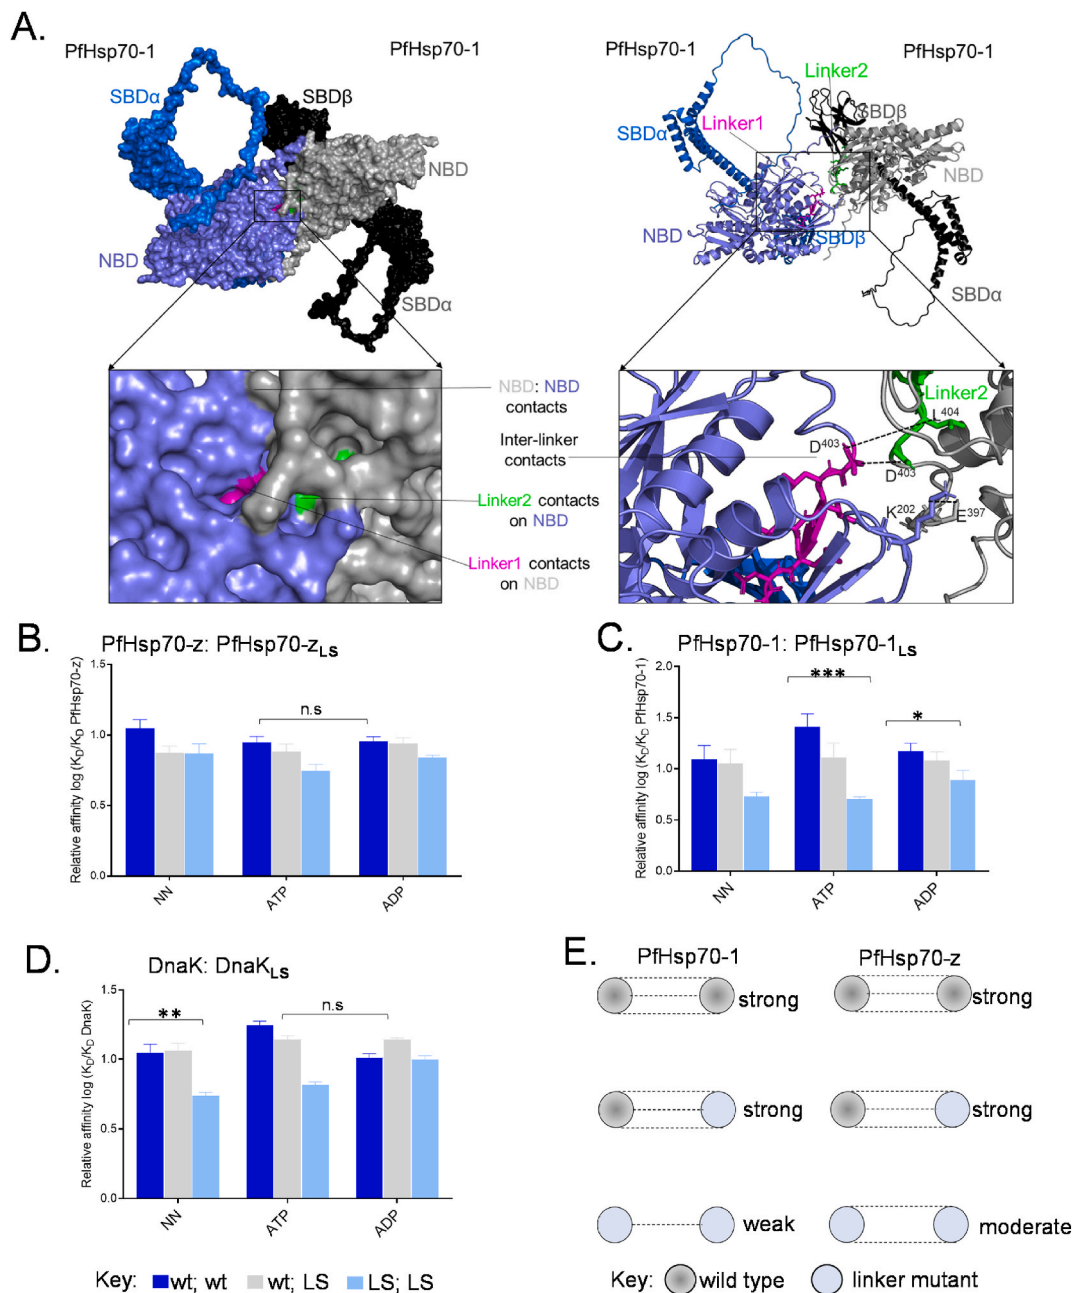 A.
PfHsp70-1
PfHsp70-1
SBDα
SBDβ
NBD
NBD
SBDα
PfHsp70-1
PfHsp70-1
Linker2
SBDβ
SBDα
Linker1
NBD
NBD
SBDβ
SBDα
NBD: NBD
contacts
Inter-linker
contacts
Linker2 contacts
on NBD
Linker1 contacts
on NBD
Linker2
L404
D403
D403
K202
E397
B.
PfHsp70-z: PfHsp70-zLS
Relative affinity log (KD/KD PfHsp70-z)
1.5
1.0
0.5
0.0
n.s
NN
ATP
ADP
C.
PfHsp70-1: PfHsp70-1LS
Relative affinity log (KD/KD PfHsp70-1)
2.0
1.5
1.0
0.5
0.0
***
*
NN
ATP
ADP
D.
DnaK: DnaKLS
Relative affinity log (KD/KD DnaK)
1.5
1.0
0.5
0.0
**
n.s
NN
ATP
ADP
Key: wt; wt wt; LS LS; LS
E.
PfHsp70-1
PfHsp70-z
strong
strong
strong
strong
weak
moderate
Key: wild type linker mutant